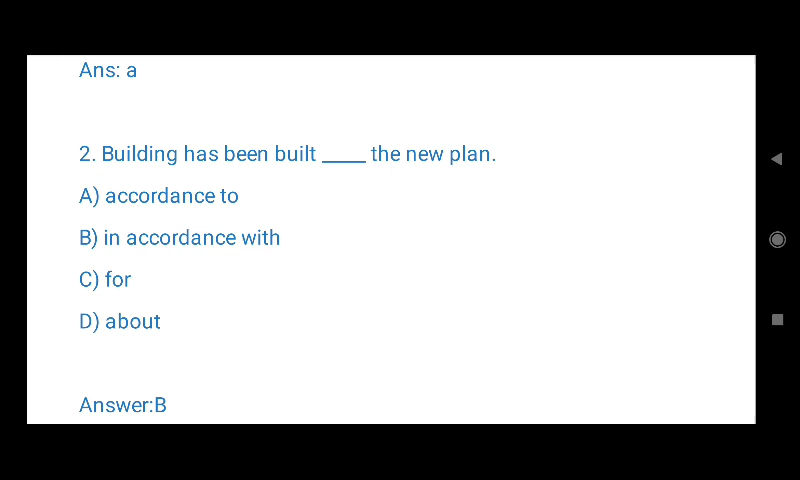 Ans: a
2. Building has been built ____ the new plan.
A) accordance to
B) in accordance with
C) for
D) about
Answer:B